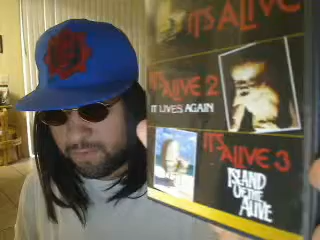 IT'S ALIVE
IT'S ALIVE 2
IT LIVES AGAIN
IT'S ALIVE 3
ISLAND
OF THE
ALIVE